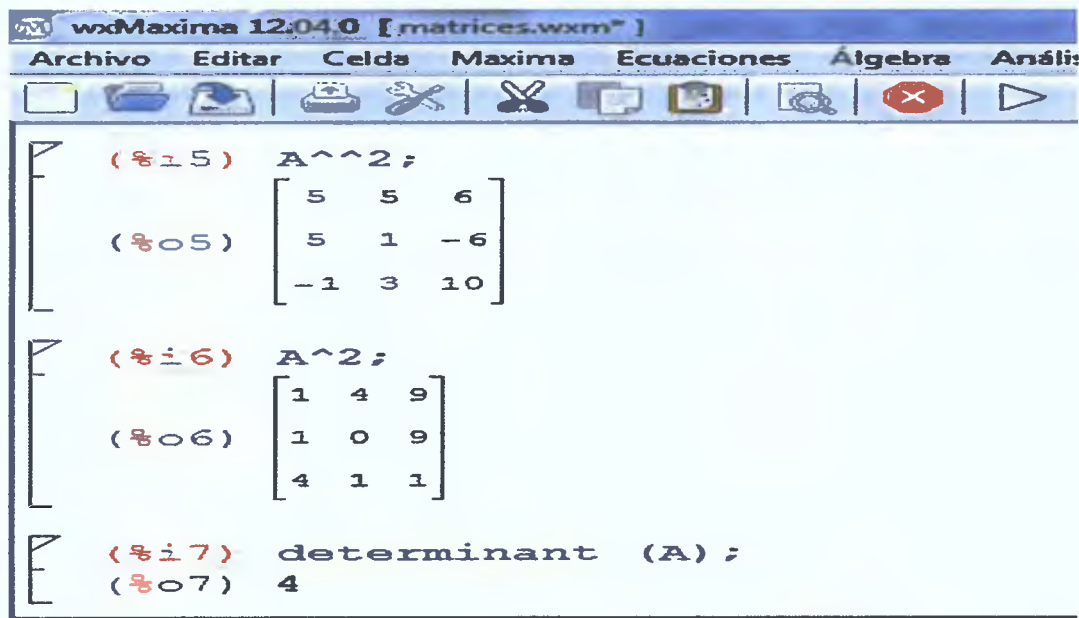 wxMaxima 12.04.0 [ matrices.wxm* ]
Archivo Editar Celda Maxima Ecuaciones Álgebra Anális
(%i5) A^^2;
5 5 6
(%o5) 5 1 -6
-1 3 10
(%i6) A^2;
1 4 9
(%o6) 1 0 9
4 1 1
(%i7) determinant (A);
(%o7) 4